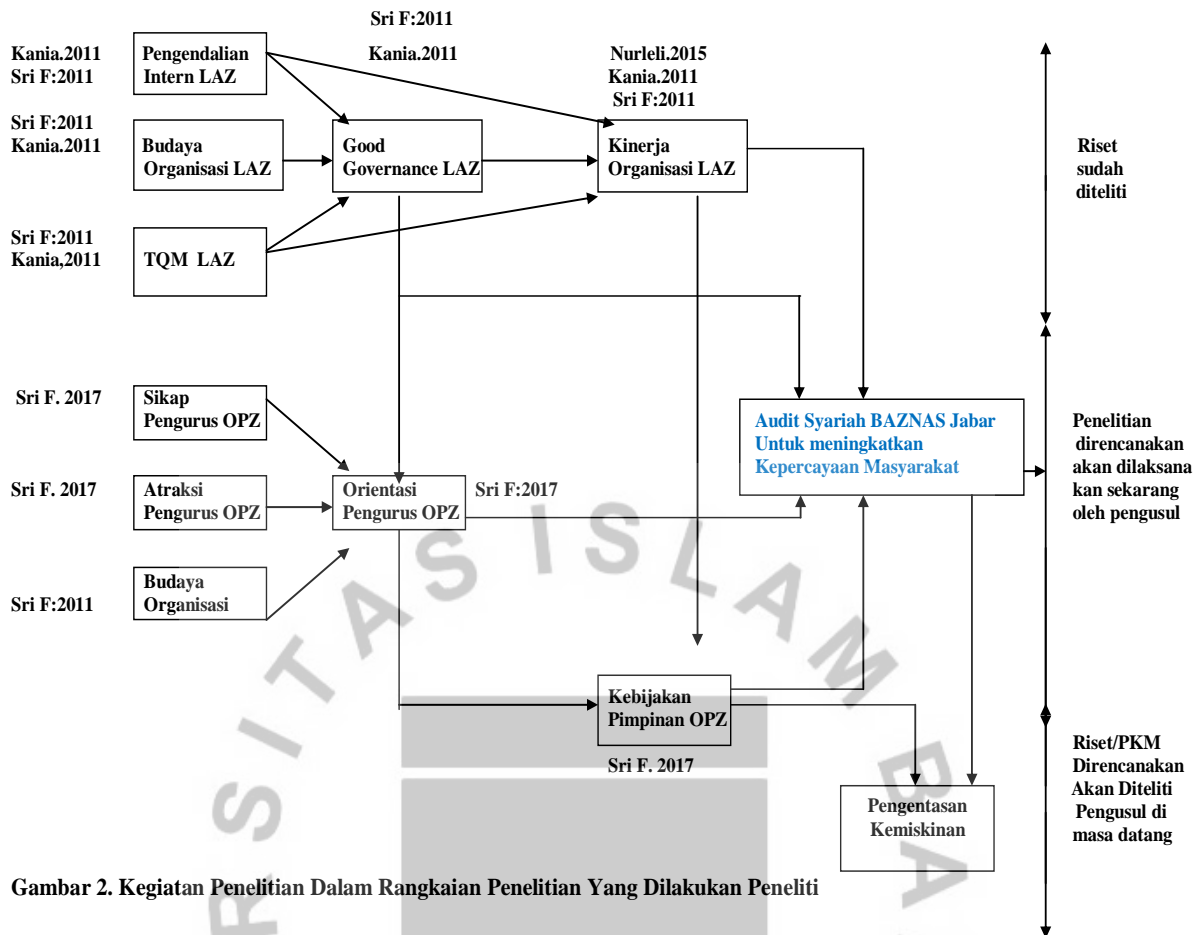 Sri F:2011
Kania.2011
Sri F:2011
Pengendalian
Intern LAZ
Kania.2011
Nurleli.2015
Kania.2011
Sri F:2011
Sri F:2011
Kania.2011
Budaya
Organisasi LAZ
Good
Governance LAZ
Kinerja
Organisasi LAZ
Riset
sudah
diteliti
Sri F:2011
Kania,2011
TQM LAZ
Sri F. 2017
Sikap
Pengurus OPZ
Audit Syariah BAZNAS Jabar
Untuk meningkatkan
Kepercayaan Masyarakat
Penelitian
direncanakan
akan dilaksana
kan sekarang
oleh pengusul
Sri F. 2017
Atraksi
Pengurus OPZ
Orientasi
Pengurus OPZ
Sri F:2017
Sri F:2011
Budaya
Organisasi
Kebijakan
Pimpinan OPZ
Sri F. 2017
Riset/PKM
Direncanakan
Akan Diteliti
Pengusul di
masa datang
Pengentasan
Kemiskinan
Gambar 2. Kegiatan Penelitian Dalam Rangkaian Penelitian Yang Dilakukan Peneliti
RSITAS ISLAM BA